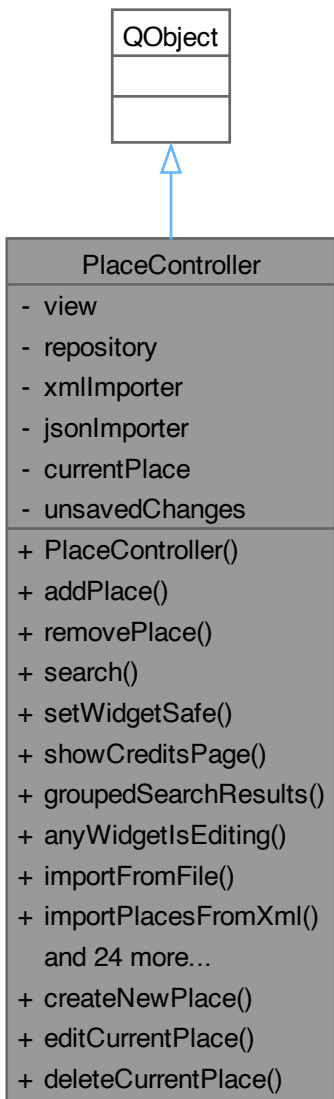 QObject
PlaceController
- view
- repository
- xmlImporter
- jsonImporter
- currentPlace
- unsavedChanges
+ PlaceController()
+ addPlace()
+ removePlace()
+ search()
+ setWidgetSafe()
+ showCreditsPage()
+ groupedSearchResults()
+ anyWidgetIsEditing()
+ importFromFile()
+ importPlacesFromXml()
and 24 more...
+ createNewPlace()
+ editCurrentPlace()
+ deleteCurrentPlace()